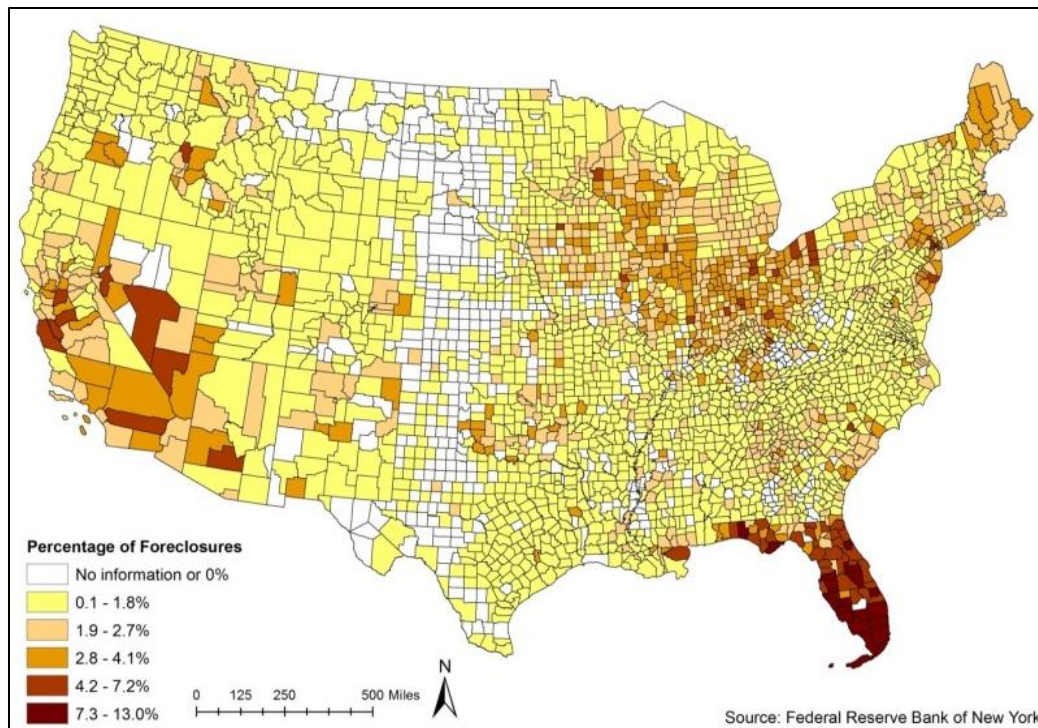 Percentage of Foreclosures
No information or 0%
0.1 - 1.8%
1.9 - 2.7%
2.8 - 4.1%
4.2 - 7.2%
7.3 - 13.0%
N
0 125 250 500 Miles
Source: Federal Reserve Bank of New York